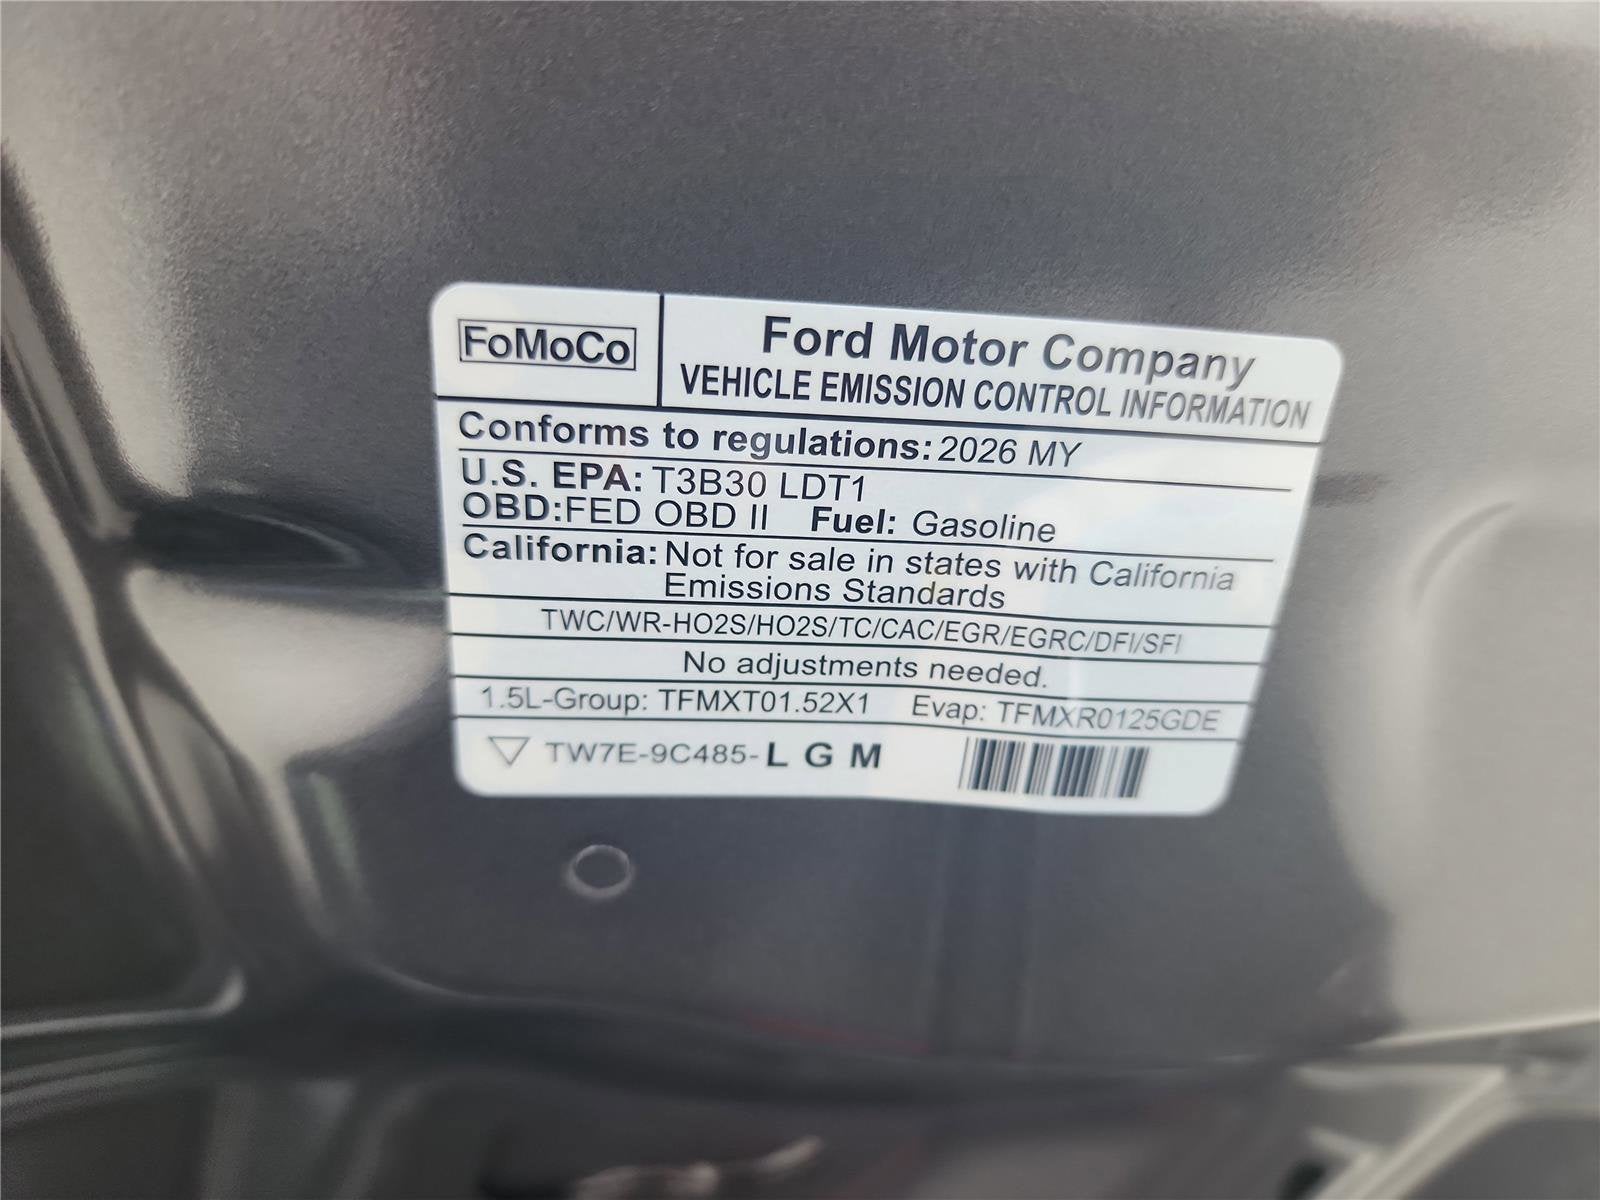 FoMoCo
Ford Motor Company
VEHICLE EMISSION CONTROL INFORMATION
Conforms to regulations: 2026 MY
U.S. EPA: T3B30 LDT1
OBD:FED OBD II Fuel: Gasoline
California: Not for sale in states with California
Emissions Standards
TWC/WR-HO2S/HO2S/TC/CAC/EGR/EGRC/DFI/SFI
No adjustments needed.
1.5L-Group: TFMXT01.52X1 Evap: TFMXR0125GDE
TW7E-9C485-L G M